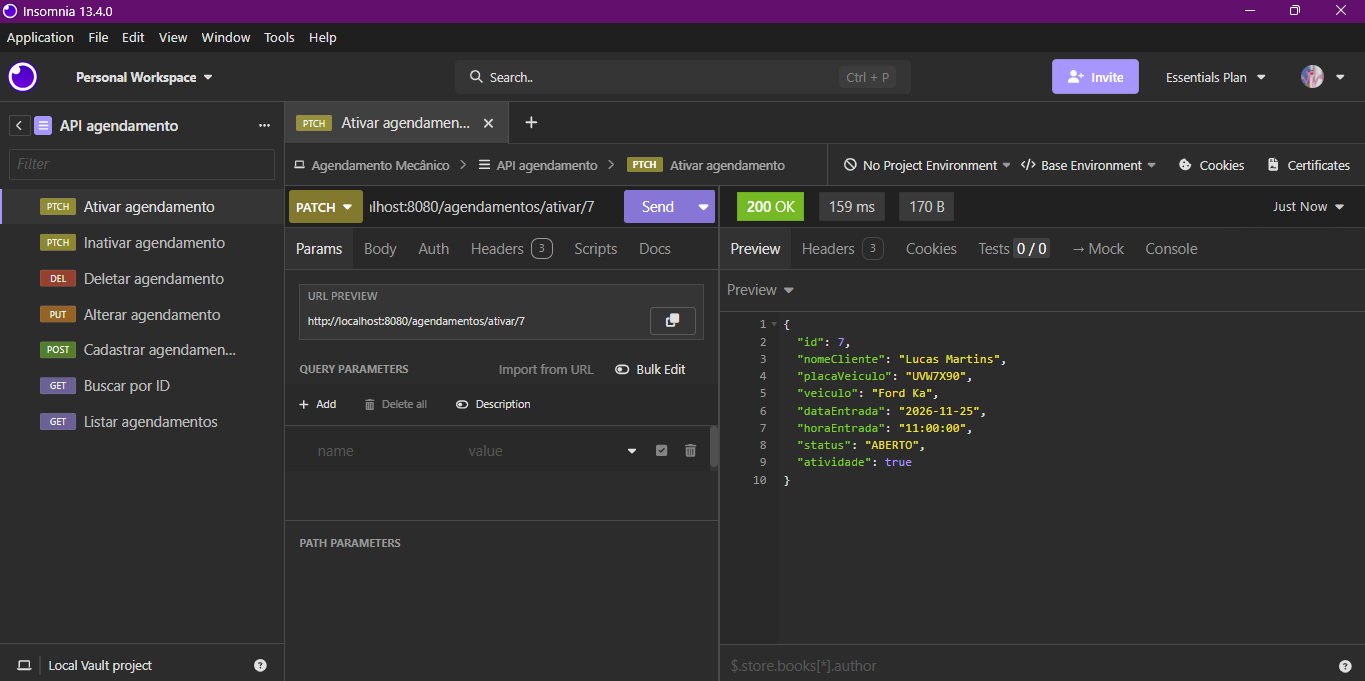 Insomnia 13.4.0
Application File Edit View Window Tools Help
Personal Workspace
Search..
Ctrl + P
Invite
Essentials Plan
API agendamento
Filter
PTCH Ativar agendamento
PTCH Inativar agendamento
DEL Deletar agendamento
PUT Alterar agendamento
POST Cadastrar agendamen...
GET Buscar por ID
GET Listar agendamentos
Local Vault project
PTCH Ativar agendamen...
Agendamento Mecânico > API agendamento > PTCH Ativar agendamento
No Project Environment </> Base Environment Cookies Certificates
PATCH lhost:8080/agendamentos/ativar/7 Send
Params Body Auth Headers 3 Scripts Docs
URL PREVIEW
http://localhost:8080/agendamentos/ativar/7
QUERY PARAMETERS Import from URL Bulk Edit
+ Add Delete all Description
name value
PATH PARAMETERS
200 OK 159 ms 170 B Just Now
Preview Headers 3 Cookies Tests 0 / 0 → Mock Console
Preview
1 {
2 "id": 7,
3 "nomeCliente": "Lucas Martins",
4 "placaVeiculo": "UVW7X90",
5 "veiculo": "Ford Ka",
6 "dataEntrada": "2026-11-25",
7 "horaEntrada": "11:00:00",
8 "status": "ABERTO",
9 "atividade": true
10 }
$.store.books[*].author